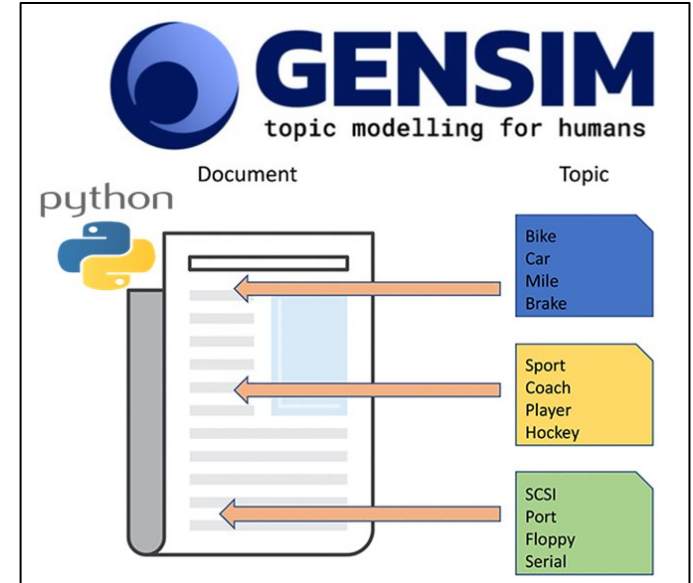 GENSIM
topic modelling for humans
Document
Topic
python
Bike
Car
Mile
Brake
Sport
Coach
Player
Hockey
SCSI
Port
Floppy
Serial